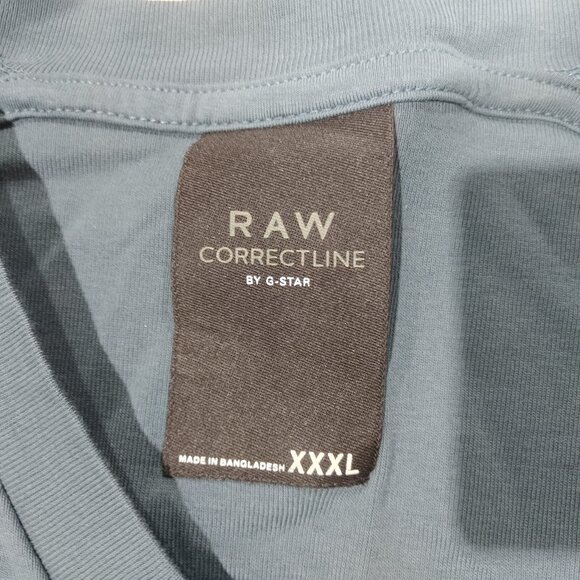 RAW
CORRECTLINE
BY G-STAR
MADE IN BANGLADESH XXXL